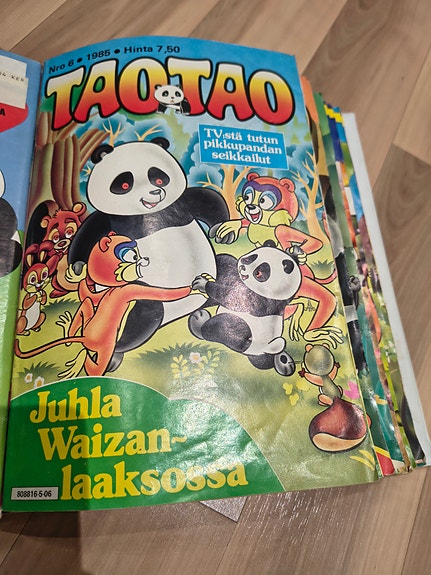 Nro 6 • 1985 • Hinta 7,50
TAOTAO
TV:stä tutun
pikkupandan
seikkailut
Juhla
Waizan-
laaksossa
808816-5-06